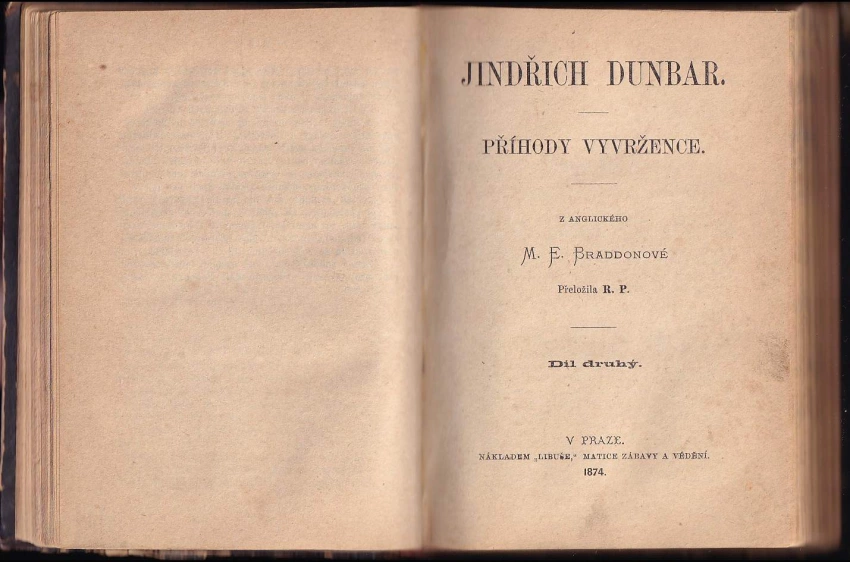 JINDŘICH DUNBAR.
PŘÍHODY VYVRŽENCE.
Z ANGLICKÉHO
M. E. BRADDONOVÉ
Přeložila R. P.
Díl druhý.
V PRAZE.
NÁKLADEM „LIBUŠE,“ MATICE ZÁBAVY A VĚDĚNÍ.
1874.